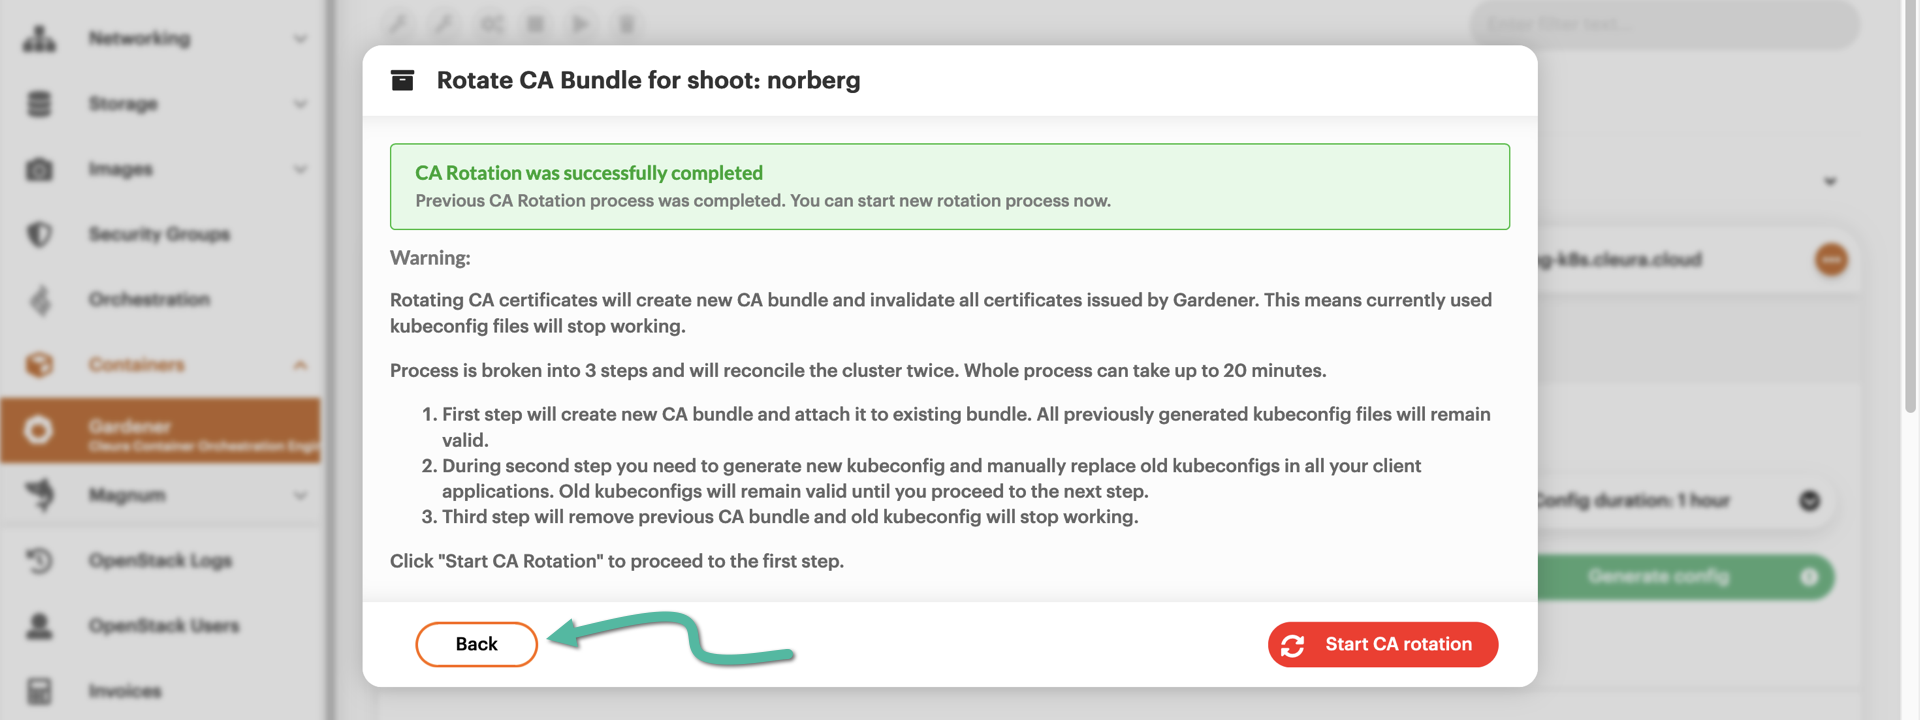 Networking
Storage
Images
Security Groups
Orchestration
Containers
Gardener
Cleura Container Orchestration Engi
Magnum
OpenStack Logs
OpenStack Users
Invoices
Enter filter text...
Rotate CA Bundle for shoot: norberg
CA Rotation was successfully completed
Previous CA Rotation process was completed. You can start new rotation process now.
Warning:
Rotating CA certificates will create new CA bundle and invalidate all certificates issued by Gardener. This means currently used
kubeconfig files will stop working.
Process is broken into 3 steps and will reconcile the cluster twice. Whole process can take up to 20 minutes.
1. First step will create new CA bundle and attach it to existing bundle. All previously generated kubeconfig files will remain
valid.
2. During second step you need to generate new kubeconfig and manually replace old kubeconfigs in all your client
applications. Old kubeconfigs will remain valid until you proceed to the next step.
3. Third step will remove previous CA bundle and old kubeconfig will stop working.
Click "Start CA Rotation" to proceed to the first step.
Back
Start CA rotation
g-k8s.cleura.cloud
Config duration: 1 hour
Generate config